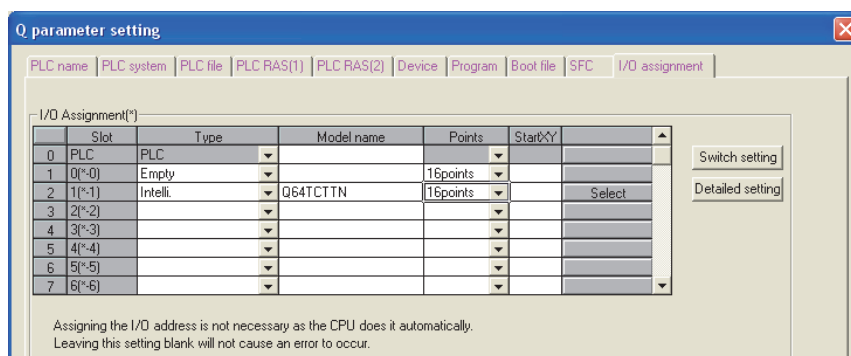 Q parameter setting
PLC name PLC system PLC file PLC RAS(1) PLC RAS(2) Device Program Boot file SFC I/O assignment
I/O Assignment(*)
Slot Type Model name Points StartXY
0 PLC PLC
1 0(*-0) Empty 16points
2 1(*-1) Intelli. Q64TCTTN 16points Select
3 2(*-2)
4 3(*-3)
5 4(*-4)
6 5(*-5)
7 6(*-6)
Switch setting
Detailed setting
Assigning the I/O address is not necessary as the CPU does it automatically.
Leaving this setting blank will not cause an error to occur.